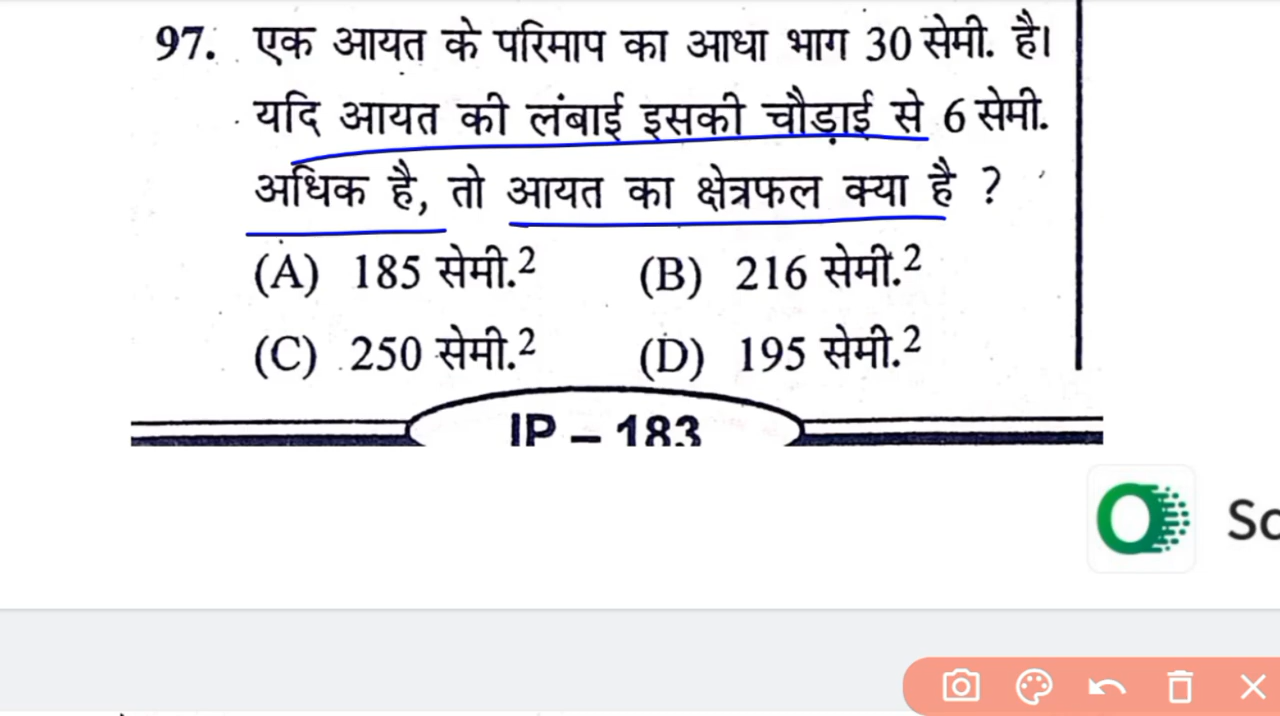 97. एक आयत के परिमाप का आधा भाग 30 सेमी. है।
यदि आयत की लंबाई इसकी चौड़ाई से 6 सेमी.
अधिक है, तो आयत का क्षेत्रफल क्या है ?
(A) 185 सेमी.² (B) 216 सेमी.²
(C) 250 सेमी.² (D) 195 सेमी.²
IP – 183
Sc